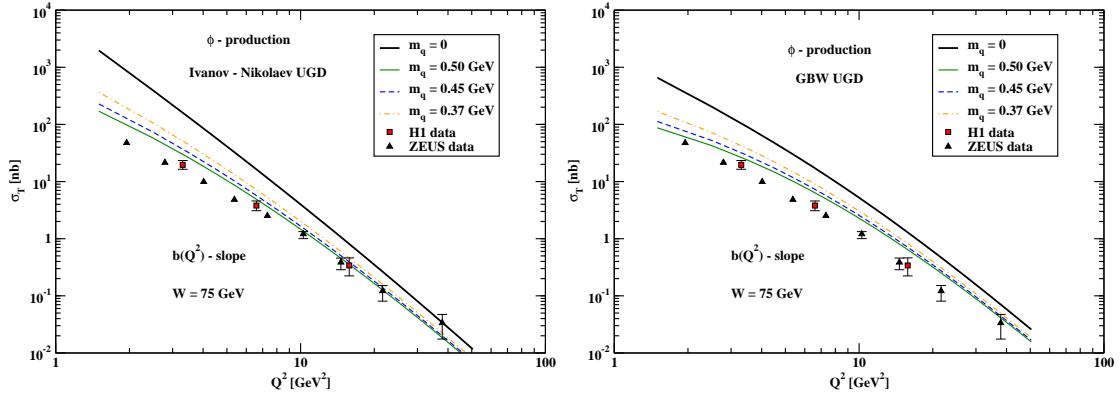 10^4
10^3
10^2
10^1
1
10^-1
10^-2
σ_T [nb]
ϕ - production
Ivanov - Nikolaev UGD
m_q = 0
m_q = 0.50 GeV
m_q = 0.45 GeV
m_q = 0.37 GeV
H1 data
ZEUS data
b(Q^2) - slope
W = 75 GeV
1
10
100
Q^2 [GeV^2]
10^4
10^3
10^2
10^1
1
10^-1
10^-2
σ_T [nb]
ϕ - production
GBW UGD
m_q = 0
m_q = 0.50 GeV
m_q = 0.45 GeV
m_q = 0.37 GeV
H1 data
ZEUS data
b(Q^2) - slope
W = 75 GeV
1
10
100
Q^2 [GeV^2]